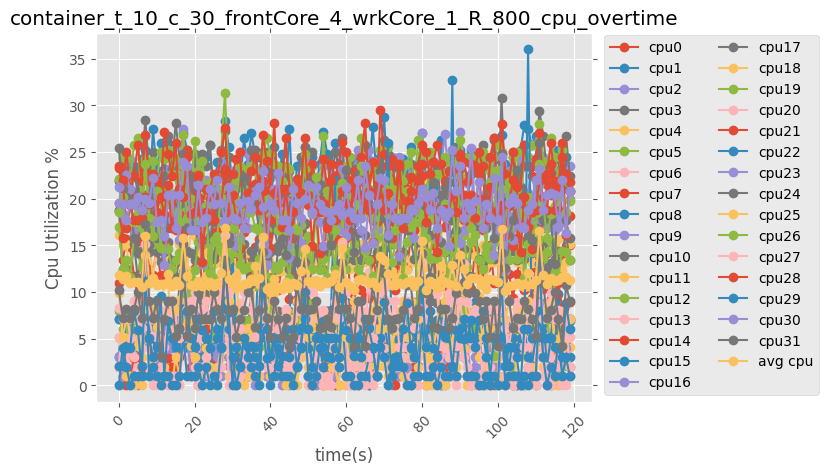 container_t_10_c_30_frontCore_4_wrkCore_1_R_800_cpu_overtime
Cpu Utilization %
35
30
25
20
15
10
5
0
0
20
40
60
80
100
120
time(s)
cpu0
cpu1
cpu2
cpu3
cpu4
cpu5
cpu6
cpu7
cpu8
cpu9
cpu10
cpu11
cpu12
cpu13
cpu14
cpu15
cpu16
cpu17
cpu18
cpu19
cpu20
cpu21
cpu22
cpu23
cpu24
cpu25
cpu26
cpu27
cpu28
cpu29
cpu30
cpu31
avg cpu